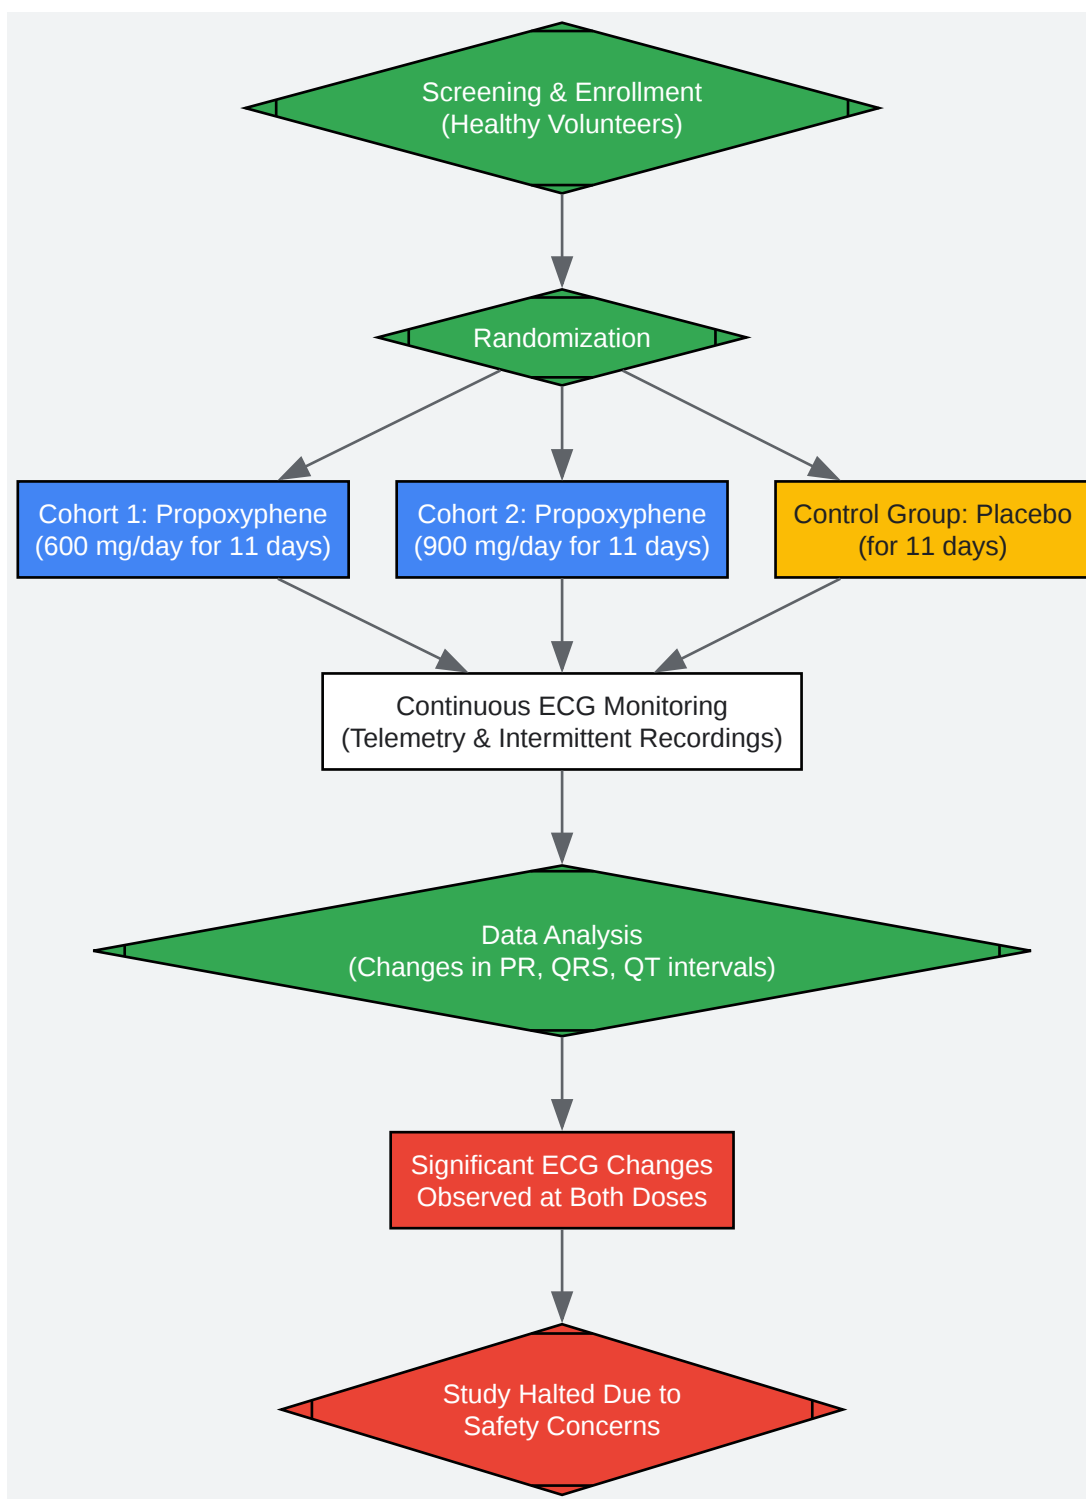 Screening & Enrollment
(Healthy Volunteers)
Randomization
Cohort 1: Propoxyphene
(600 mg/day for 11 days)
Cohort 2: Propoxyphene
(900 mg/day for 11 days)
Control Group: Placebo
(for 11 days)
Continuous ECG Monitoring
(Telemetry & Intermittent Recordings)
Data Analysis
(Changes in PR, QRS, QT intervals)
Significant ECG Changes
Observed at Both Doses
Study Halted Due to
Safety Concerns